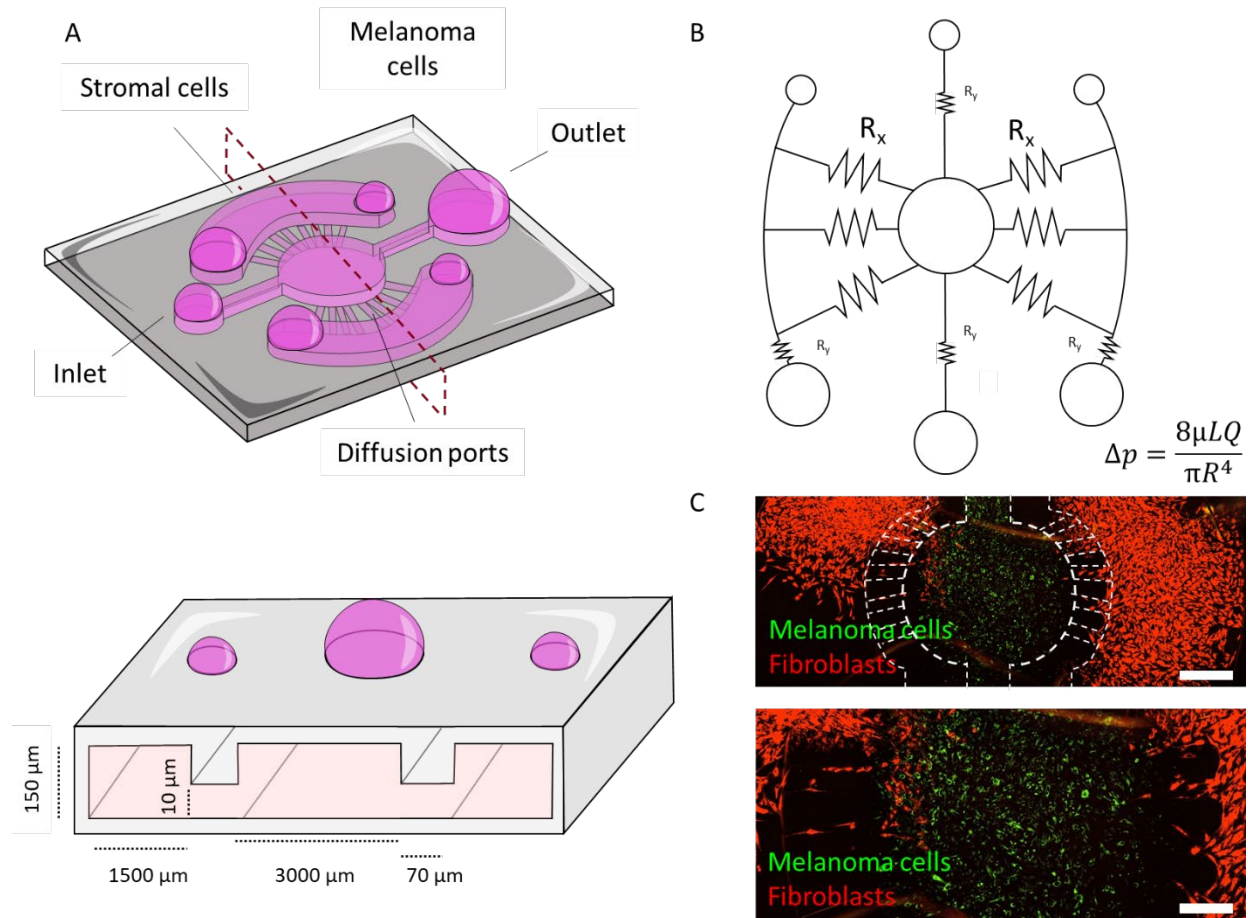 A
Melanoma
cells
Stromal cells
Outlet
Inlet
Diffusion ports
150 µm
10 µm
1500 µm
3000 µm
70 µm
B
Ry
Rx
Rx
Ry
Ry
Ry
Δp = 8µLQ / πR⁴
C
Melanoma cells
Fibroblasts
Melanoma cells
Fibroblasts